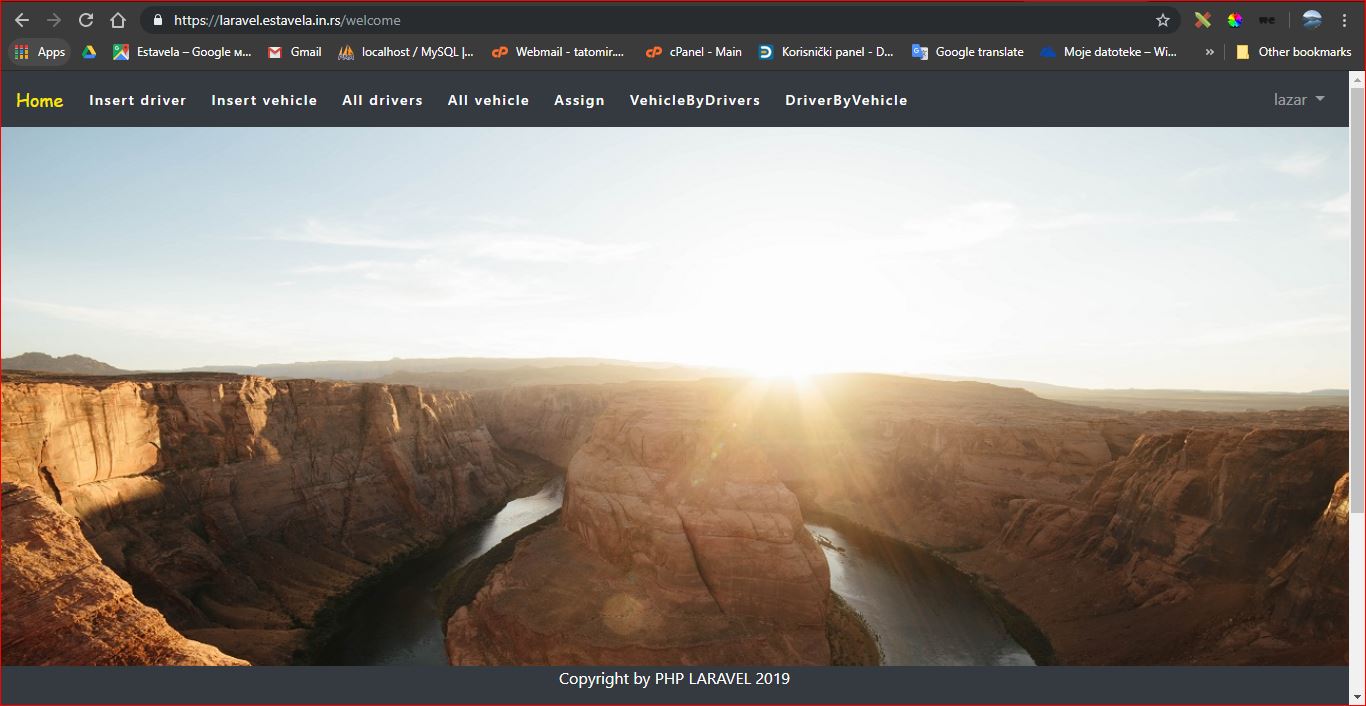 https://laravel.estavela.in.rs/welcome
Apps Estavela – Google м... Gmail localhost / MySQL |... Webmail - tatomir.... cPanel - Main Korisnički panel - D... Google translate Moje datoteke – Wi... » Other bookmarks
Home Insert driver Insert vehicle All drivers All vehicle Assign VehicleByDrivers DriverByVehicle lazar
Copyright by PHP LARAVEL 2019